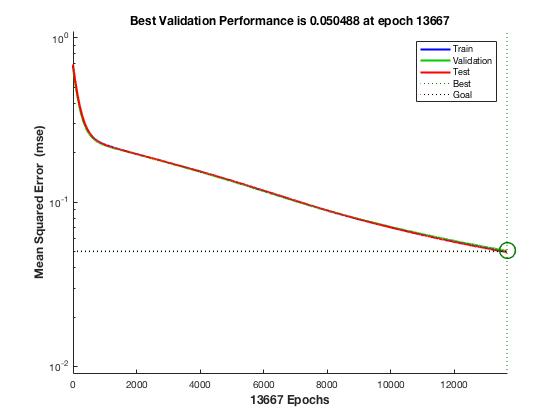 Best Validation Performance is 0.050488 at epoch 13667
Train
Validation
Test
Best
Goal
Mean Squared Error (mse)
10^0
10^-1
10^-2
0 2000 4000 6000 8000 10000 12000
13667 Epochs